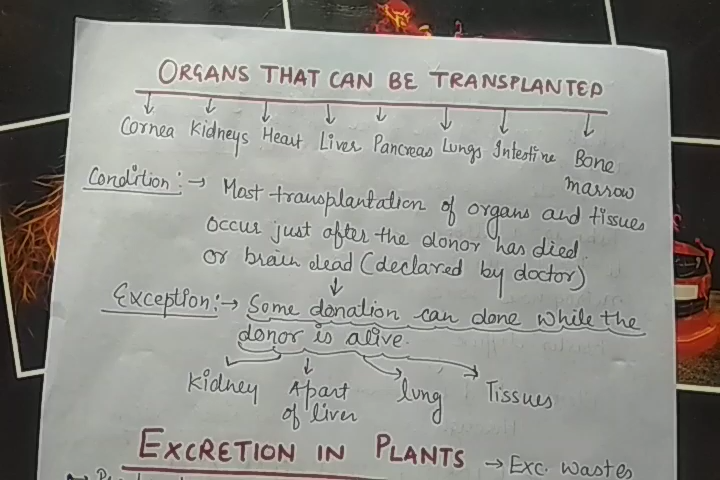 ORGANS THAT CAN BE TRANSPLANTED
Cornea Kidneys Heart Liver Pancreas Lungs Intestine Bone marrow
Condition :→ Most transplantation of organs and tissues
occur just after the donor has died
or brain dead (declared by doctor)
↓
Exception :→ Some donation can done while the
donor is alive.
Kidney Apart of liver lung Tissues
EXCRETION IN PLANTS → Exc. wastes